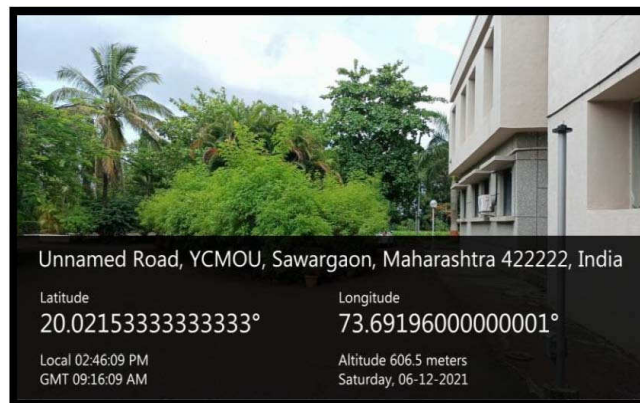 Unnamed Road, YCMOU, Sawargaon, Maharashtra 422222, India
Latitude
20.02153333333333°
Longitude
73.69196000000001°
Local 02:46:09 PM
GMT 09:16:09 AM
Altitude 606.5 meters
Saturday, 06-12-2021